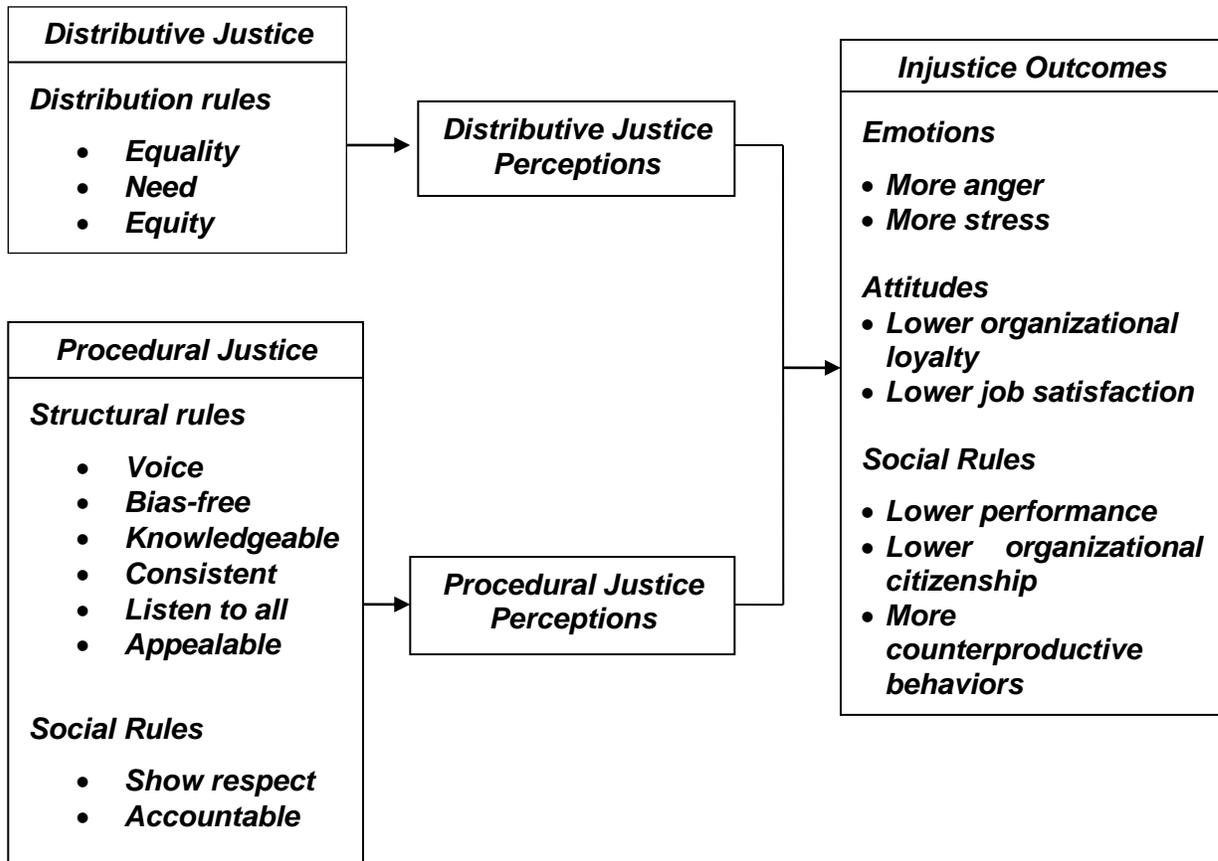 Distributive Justice
Distribution rules
• Equality
• Need
• Equity
Procedural Justice
Structural rules
• Voice
• Bias-free
• Knowledgeable
• Consistent
• Listen to all
• Appealable
Social Rules
• Show respect
• Accountable
Distributive Justice
Perceptions
Procedural Justice
Perceptions
Injustice Outcomes
Emotions
• More anger
• More stress
Attitudes
• Lower organizational
loyalty
• Lower job satisfaction
Social Rules
• Lower performance
• Lower organizational
citizenship
• More
counterproductive
behaviors